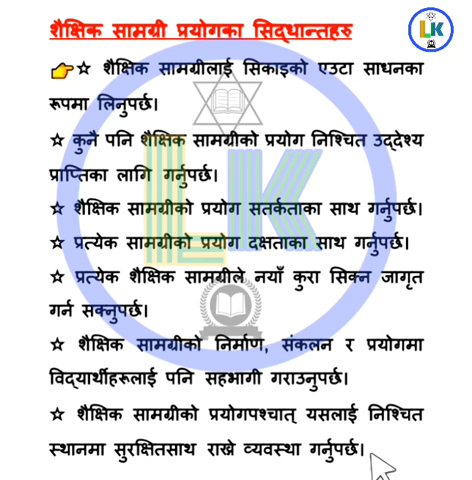 शैक्षिक सामग्री प्रयोगका सिद्धान्तहरु
LK
👉☆ शैक्षिक सामग्रीलाई सिकाइको एउटा साधनका
रूपमा लिनुपर्छ।
☆ कुनै पनि शैक्षिक सामग्रीको प्रयोग निश्चित उद्देश्य
प्राप्तिका लागि गर्नुपर्छ।
☆ शैक्षिक सामग्रीको प्रयोग सतर्कताका साथ गर्नुपर्छ।
☆ प्रत्येक सामग्रीको प्रयोग दक्षताका साथ गर्नुपर्छ।
☆ प्रत्येक शैक्षिक सामग्रीले नयाँ कुरा सिक्न जागृत
गर्न सक्नुपर्छ।
☆ शैक्षिक सामग्रीको निर्माण, संकलन र प्रयोगमा
विद्यार्थीहरूलाई पनि सहभागी गराउनुपर्छ।
☆ शैक्षिक सामग्रीको प्रयोगपश्चात् यसलाई निश्चित
स्थानमा सुरक्षितसाथ राख्ने व्यवस्था गर्नुपर्छ।
LK